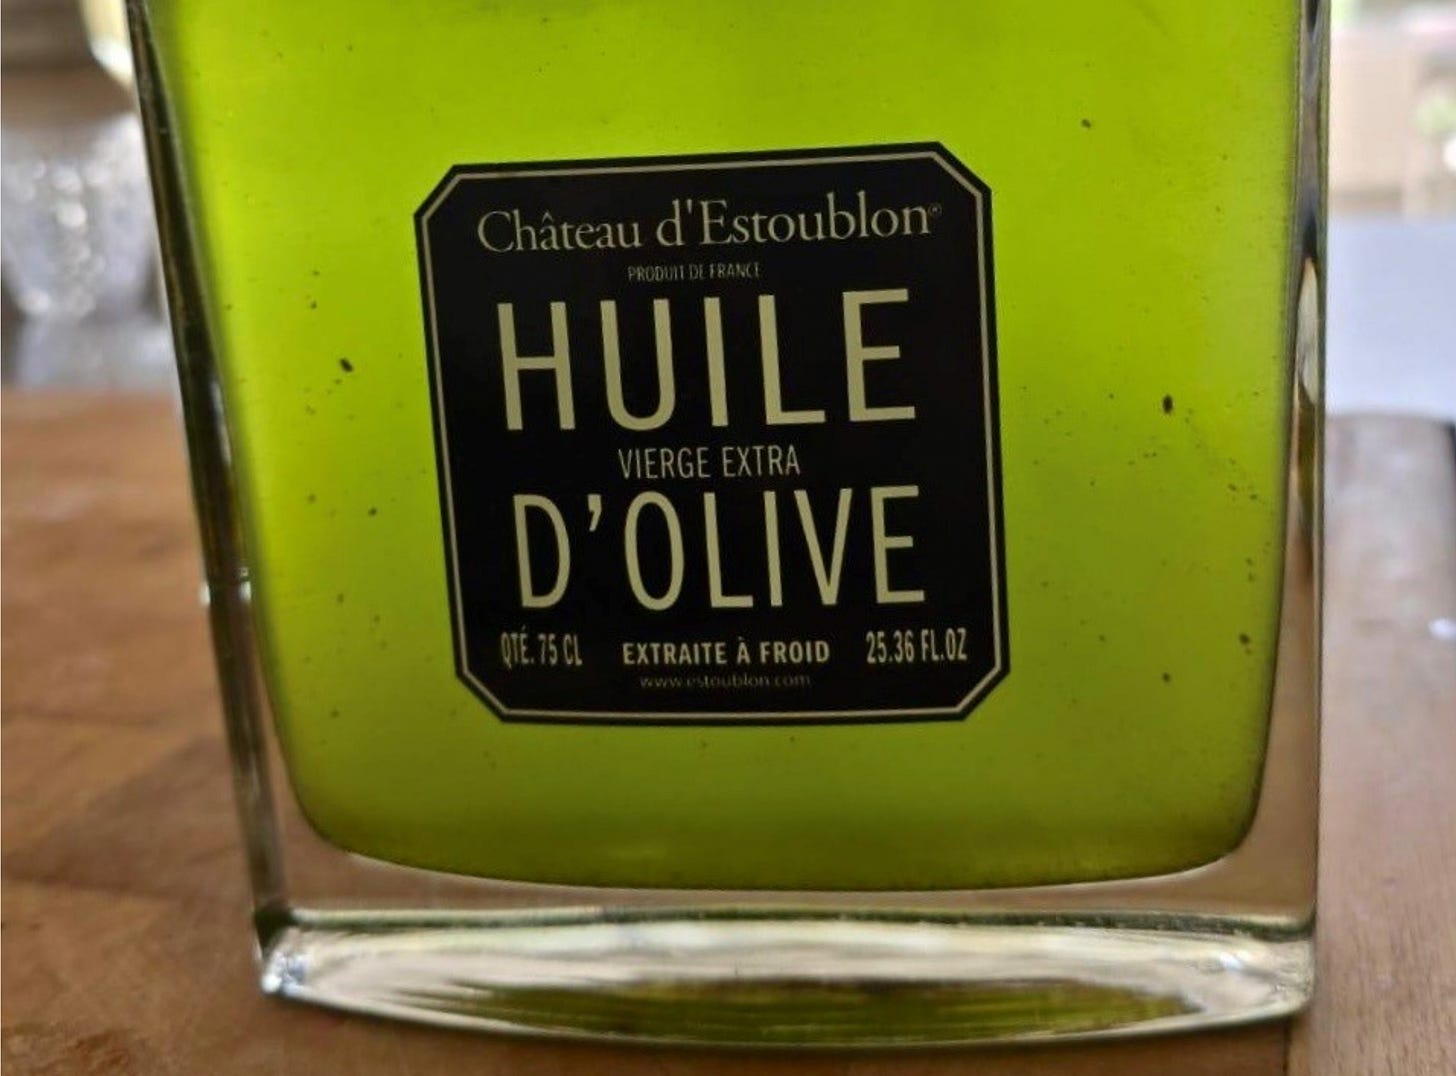 Château d'Estoublon®
PRODUIT DE FRANCE
HUILE
VIERGE EXTRA
D'OLIVE
QTÉ. 75 CL EXTRAITE À FROID 25.36 FL.OZ
www.estoublon.com